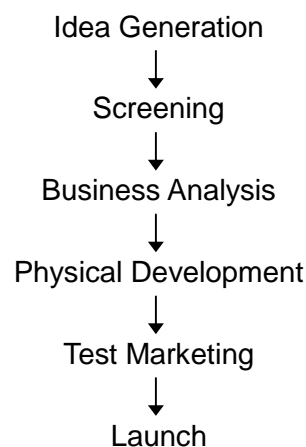 Idea Generation
Screening
Business Analysis
Physical Development
Test Marketing
Launch